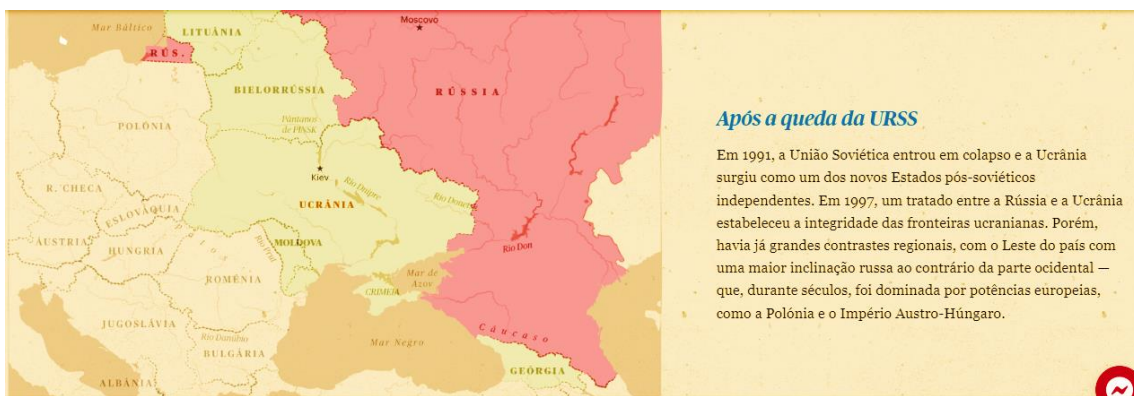 Moscovo
Mar Báltico
LITUÂNIA
RÚS.
BIELORRÚSSIA
RÚSSIA
Pântanos
de PINSK
POLÓNIA
Kiev
R. CHECA
Rio Dniepre
Rio Donets
ESLOVÁQUIA
UCRÂNIA
ÁUSTRIA
HUNGRIA
MOLDOVA
Rio Prut
Rio Don
ROMÉNIA
Mar de
Azov
CRIMEIA
JUGOSLÁVIA
Rio Danúbio
Mar Negro
Cáucaso
BULGÁRIA
GEÓRGIA
ALBÂNIA
Após a queda da URSS
Em 1991, a União Soviética entrou em colapso e a Ucrânia
surgiu como um dos novos Estados pós-soviéticos
independentes. Em 1997, um tratado entre a Rússia e a Ucrânia
estabeleceu a integridade das fronteiras ucranianas. Porém,
havia já grandes contrastes regionais, com o Leste do país com
uma maior inclinação russa ao contrário da parte ocidental —
que, durante séculos, foi dominada por potências europeias,
como a Polónia e o Império Austro-Húngaro.